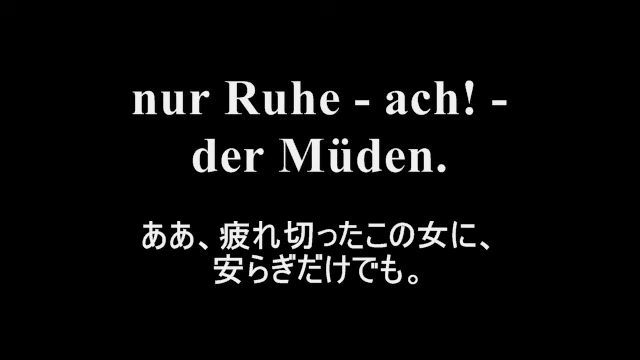 nur Ruhe - ach! -
der Müden.
ああ、疲れ切ったこの女に、
安らぎだけでも。